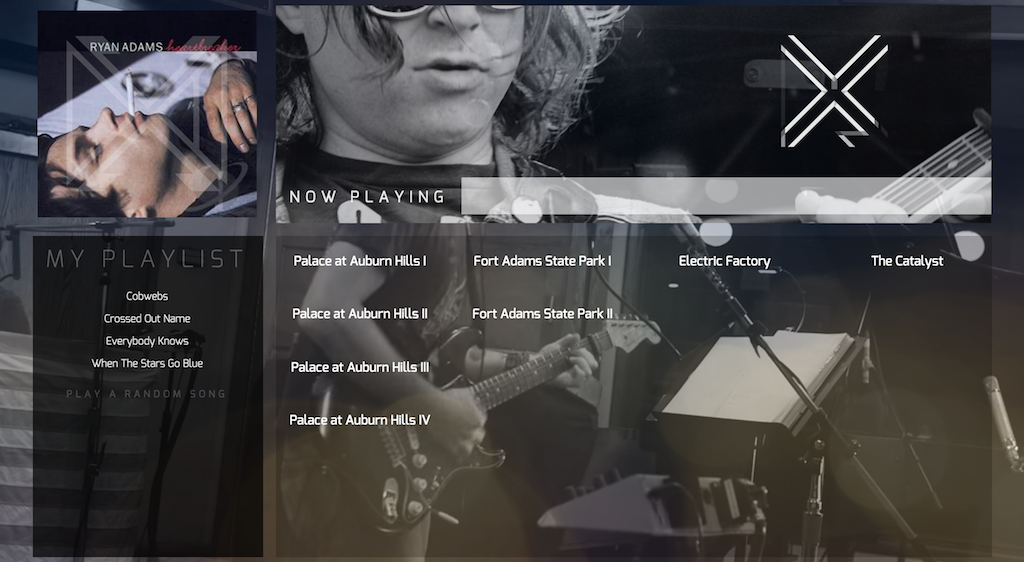 RYAN ADAMS heartbreaker
NOW PLAYING
MY PLAYLIST
Cobwebs
Crossed Out Name
Everybody Knows
When The Stars Go Blue
PLAY A RANDOM SONG
Palace at Auburn Hills I
Fort Adams State Park I
Electric Factory
The Catalyst
Palace at Auburn Hills II
Fort Adams State Park II
Palace at Auburn Hills III
Palace at Auburn Hills IV